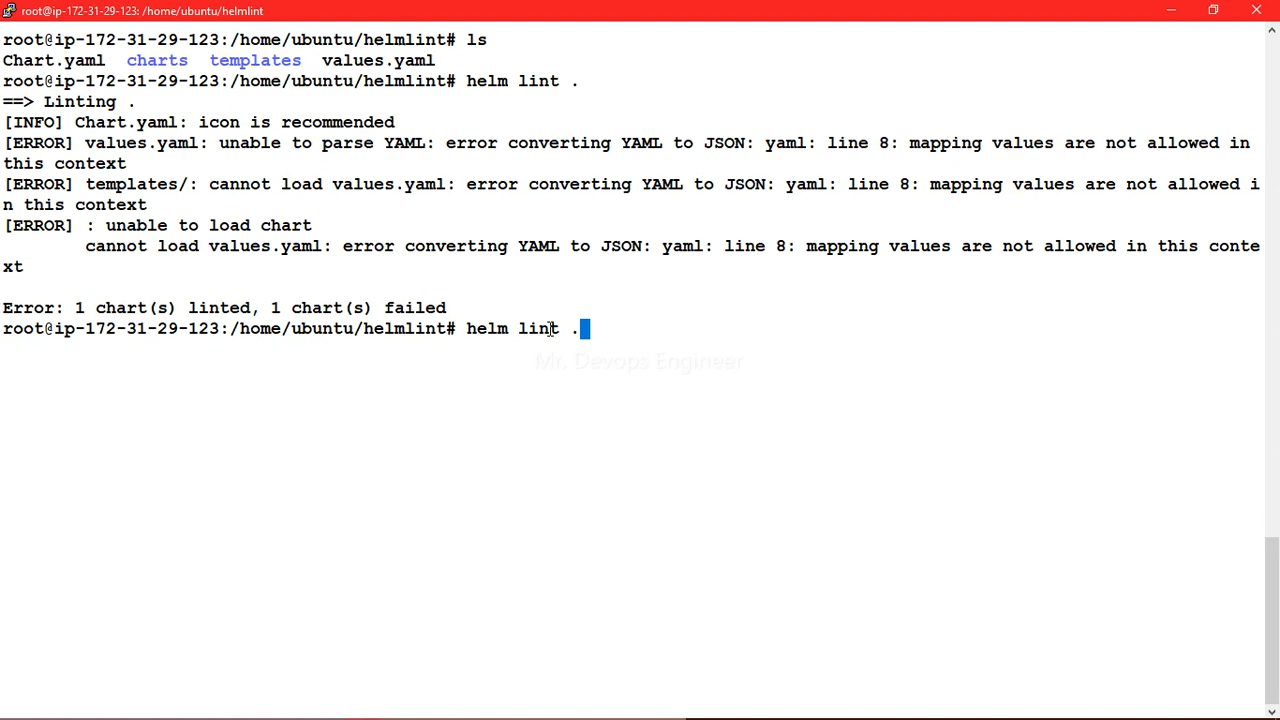 root@ip-172-31-29-123: /home/ubuntu/helmlint
root@ip-172-31-29-123:/home/ubuntu/helmlint# ls
Chart.yaml  charts  templates  values.yaml
root@ip-172-31-29-123:/home/ubuntu/helmlint# helm lint .
==> Linting .
[INFO] Chart.yaml: icon is recommended
[ERROR] values.yaml: unable to parse YAML: error converting YAML to JSON: yaml: line 8: mapping values are not allowed in
this context
[ERROR] templates/: cannot load values.yaml: error converting YAML to JSON: yaml: line 8: mapping values are not allowed i
n this context
[ERROR] : unable to load chart
        cannot load values.yaml: error converting YAML to JSON: yaml: line 8: mapping values are not allowed in this conte
xt
Error: 1 chart(s) linted, 1 chart(s) failed
root@ip-172-31-29-123:/home/ubuntu/helmlint# helm lint .
Mr. Devops Engineer